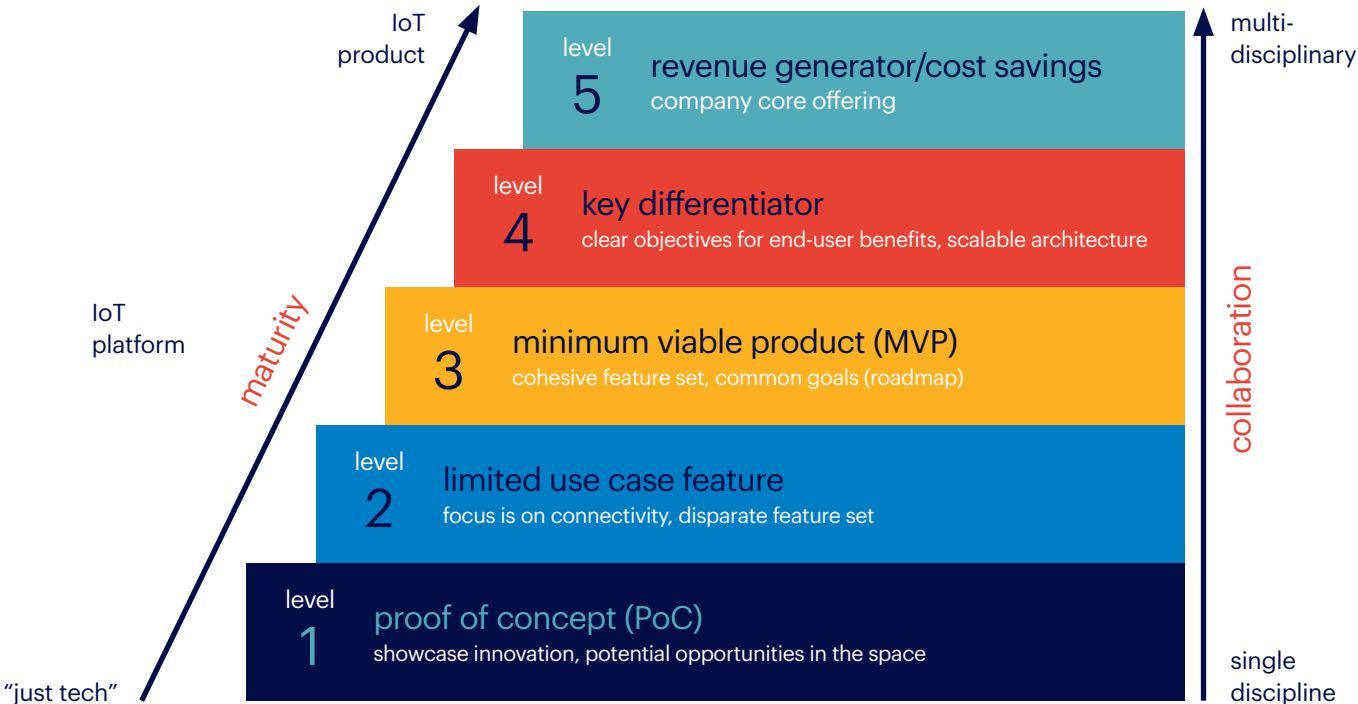 IoT
product
level
5
revenue generator/cost savings
company core offering
multi-
disciplinary
level
4
key differentiator
clear objectives for end-user benefits, scalable architecture
IoT
platform
maturity
level
3
minimum viable product (MVP)
cohesive feature set, common goals (roadmap)
collaboration
level
2
limited use case feature
focus is on connectivity, disparate feature set
level
1
proof of concept (PoC)
showcase innovation, potential opportunities in the space
“just tech”
single
discipline